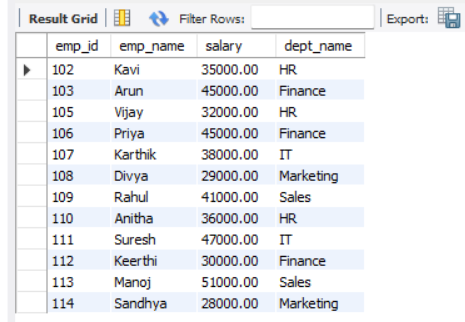 Result Grid Filter Rows: Export:
emp_id emp_name salary dept_name
102 Kavi 35000.00 HR
103 Arun 45000.00 Finance
105 Vijay 32000.00 HR
106 Priya 45000.00 Finance
107 Karthik 38000.00 IT
108 Divya 29000.00 Marketing
109 Rahul 41000.00 Sales
110 Anitha 36000.00 HR
111 Suresh 47000.00 IT
112 Keerthi 30000.00 Finance
113 Manoj 51000.00 Sales
114 Sandhya 28000.00 Marketing